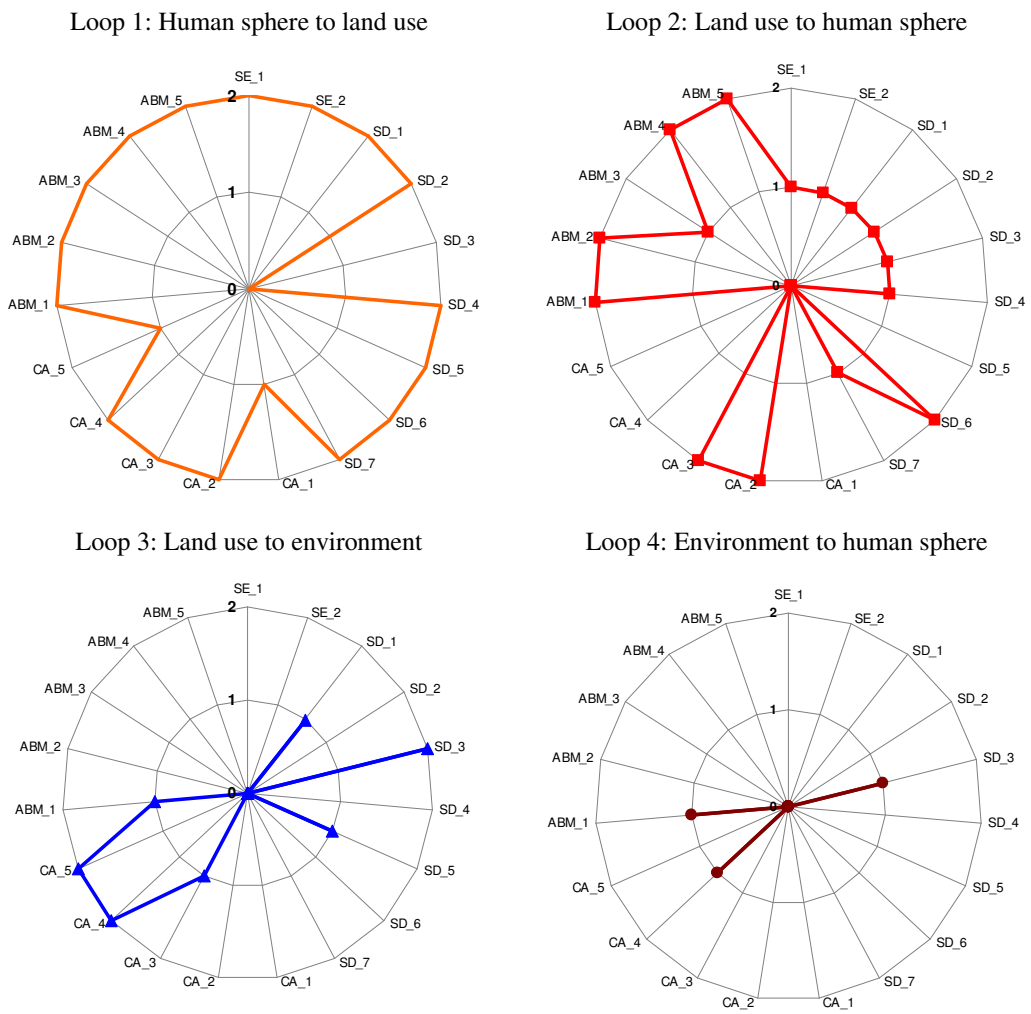 Loop 1: Human sphere to land use
SE_1
SE_2
SD_1
SD_2
SD_3
SD_4
SD_5
SD_6
SD_7
CA_1
CA_2
CA_3
CA_4
CA_5
ABM_1
ABM_2
ABM_3
ABM_4
ABM_5
2
1
0
Loop 2: Land use to human sphere
SE_1
SE_2
SD_1
SD_2
SD_3
SD_4
SD_5
SD_6
SD_7
CA_1
CA_2
CA_3
CA_4
CA_5
ABM_1
ABM_2
ABM_3
ABM_4
ABM_5
2
1
0
Loop 3: Land use to environment
SE_1
SE_2
SD_1
SD_2
SD_3
SD_4
SD_5
SD_6
SD_7
CA_1
CA_2
CA_3
CA_4
CA_5
ABM_1
ABM_2
ABM_3
ABM_4
ABM_5
2
1
0
Loop 4: Environment to human sphere
SE_1
SE_2
SD_1
SD_2
SD_3
SD_4
SD_5
SD_6
SD_7
CA_1
CA_2
CA_3
CA_4
CA_5
ABM_1
ABM_2
ABM_3
ABM_4
ABM_5
2
1
0